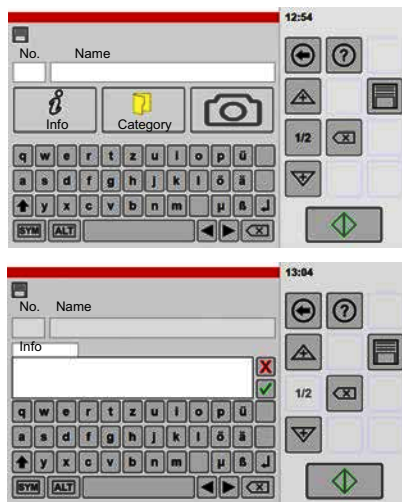 12:54
No. Name
?
Info Category
1/2
q w e r t z u i o p ü
a s d f g h j k l ö ä
y x c v b n m µ ß
SYM ALT
13:04
No. Name
?
Info
1/2
q w e r t z u i o p ü
a s d f g h j k l ö ä
y x c v b n m µ ß
SYM ALT